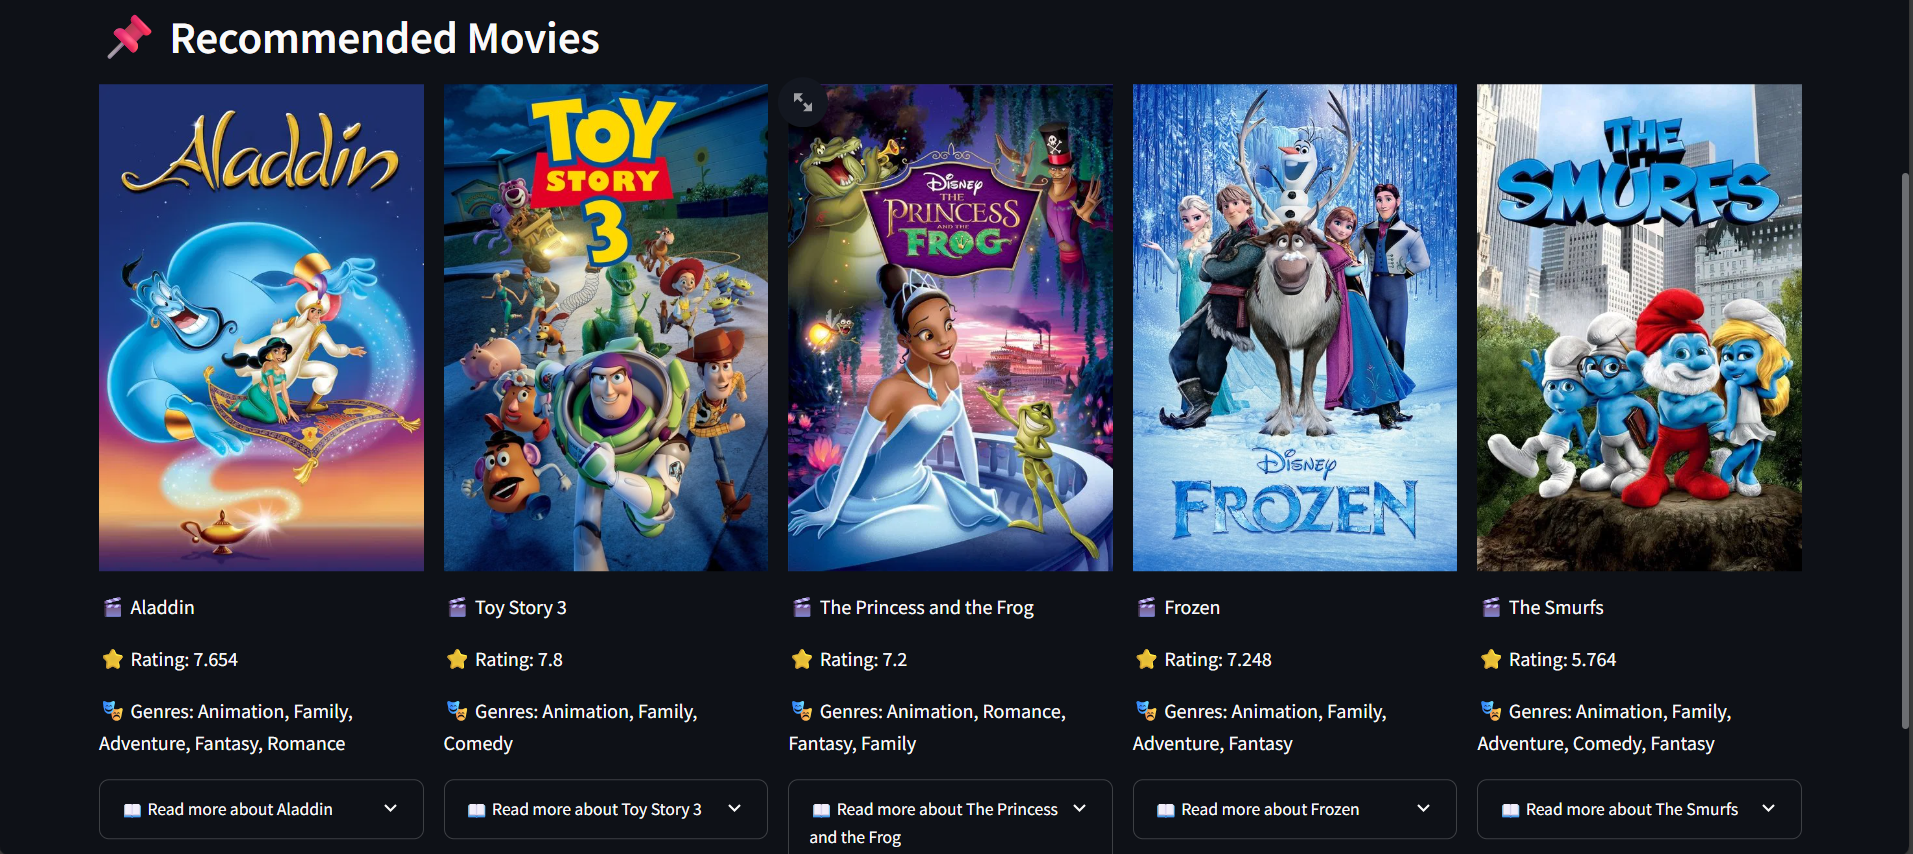 Recommended Movies
Aladdin
TOY
STORY
3
DISNEY
THE
PRINCESS
AND THE
FROG
DISNEY
FROZEN
THE
SMURFS
Aladdin
Rating: 7.654
Genres: Animation, Family,
Adventure, Fantasy, Romance
Read more about Aladdin
Toy Story 3
Rating: 7.8
Genres: Animation, Family,
Comedy
Read more about Toy Story 3
The Princess and the Frog
Rating: 7.2
Genres: Animation, Romance,
Fantasy, Family
Read more about The Princess
and the Frog
Frozen
Rating: 7.248
Genres: Animation, Family,
Adventure, Fantasy
Read more about Frozen
The Smurfs
Rating: 5.764
Genres: Animation, Family,
Adventure, Comedy, Fantasy
Read more about The Smurfs